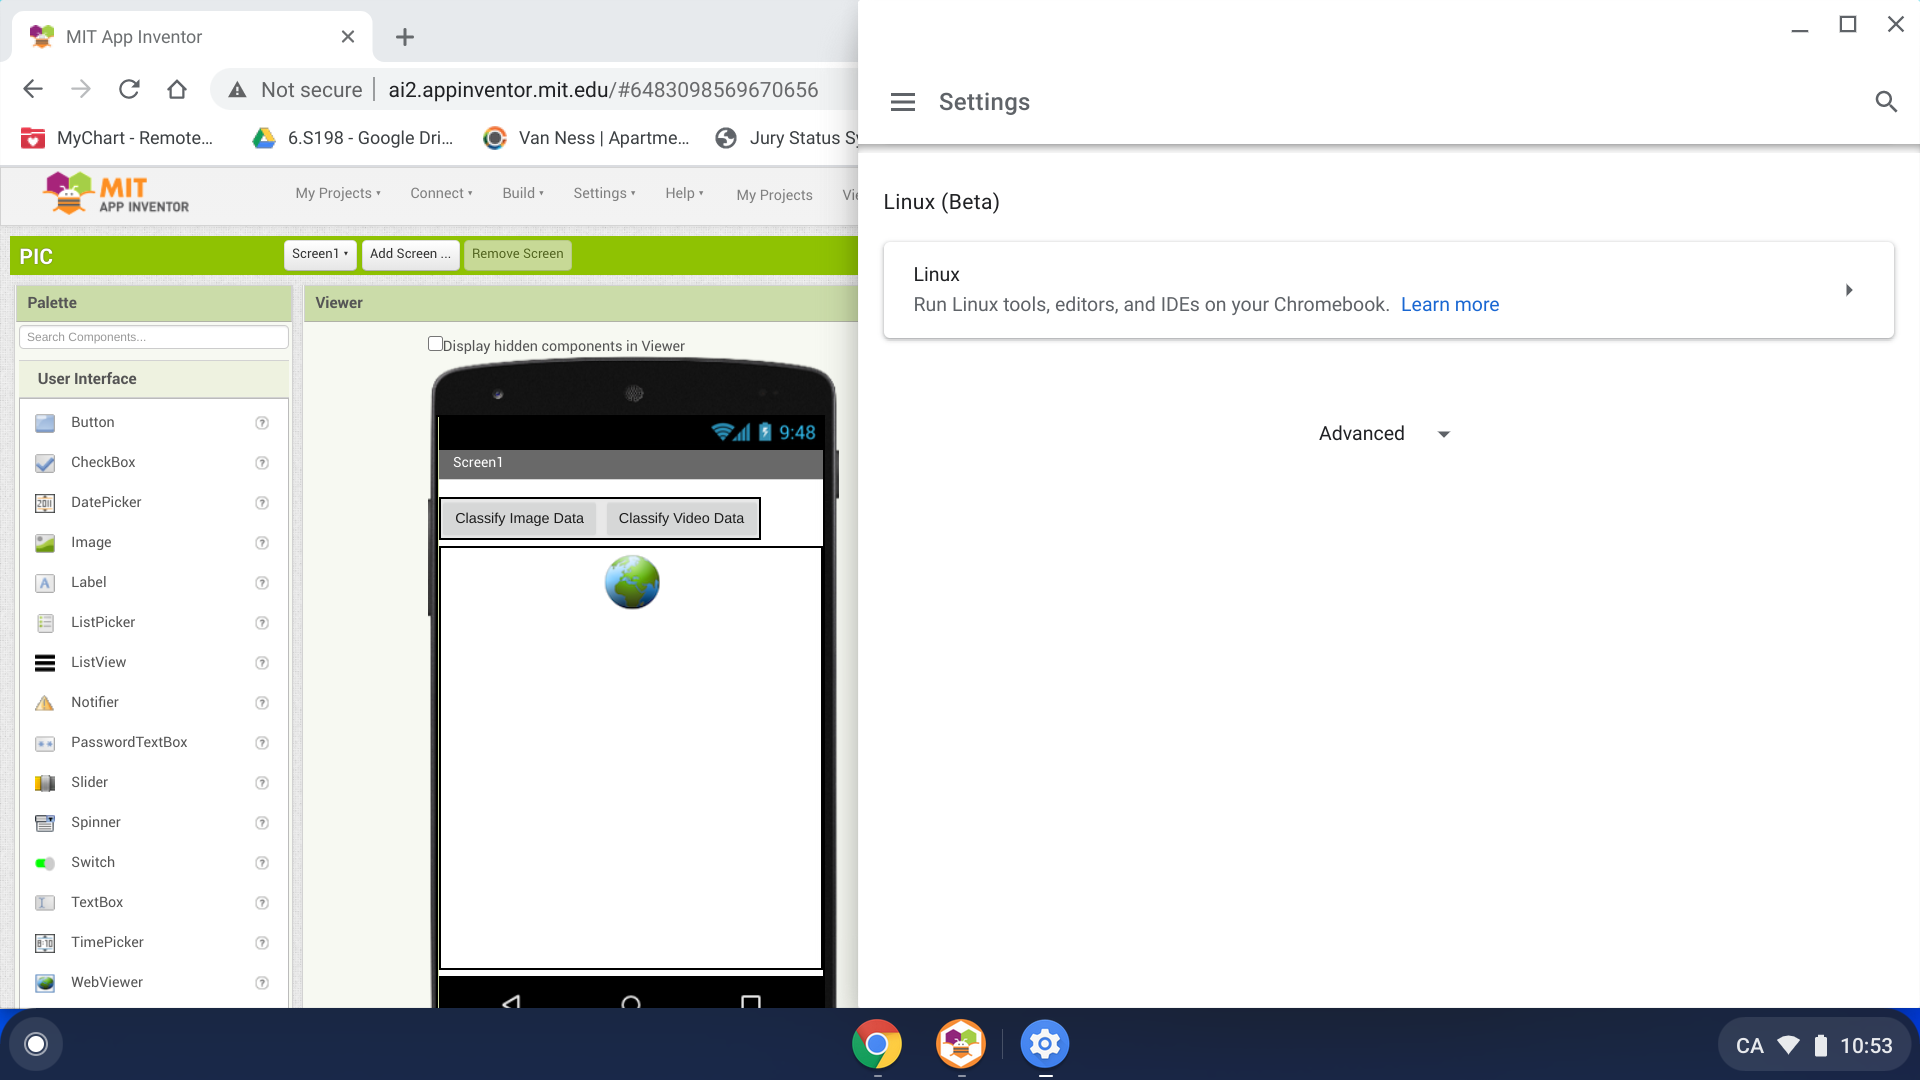 MIT App Inventor
Not secure
ai2.appinventor.mit.edu/#6483098569670656
MyChart - Remote...
6.S198 - Google Dri...
Van Ness | Apartme...
Jury Status Sy
MIT
APP INVENTOR
My Projects
Connect
Build
Settings
Help
My Projects
Vi
PIC
Screen1
Add Screen ...
Remove Screen
Palette
Search Components...
User Interface
Button
CheckBox
DatePicker
Image
Label
ListPicker
ListView
Notifier
PasswordTextBox
Slider
Spinner
Switch
TextBox
TimePicker
WebViewer
Viewer
Display hidden components in Viewer
9:48
Screen1
Classify Image Data
Classify Video Data
Settings
Linux (Beta)
Linux
Run Linux tools, editors, and IDEs on your Chromebook. Learn more
Advanced
CA
10:53